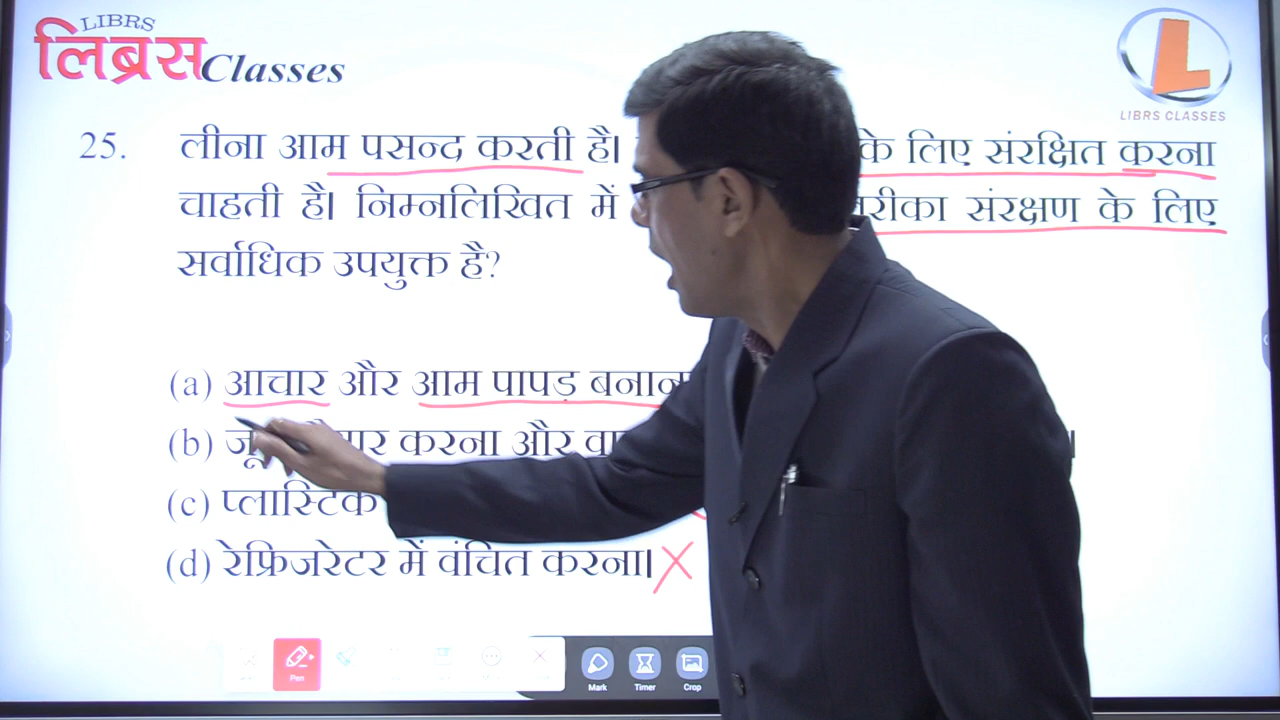 LIBRS
लिब्रस Classes
LIBRS CLASSES
25. लीना आम पसन्द करती है। के लिए संरक्षित करना
चाहती है। निम्नलिखित में तरीका संरक्षण के लिए
सर्वाधिक उपयुक्त है?
(a) आचार और आम पापड़ बनाना
(b) करना और
(c) प्लास्टिक
(d) रेफ्रिजरेटर में वंचित करना।
Pen
Mark
Timer
Crop